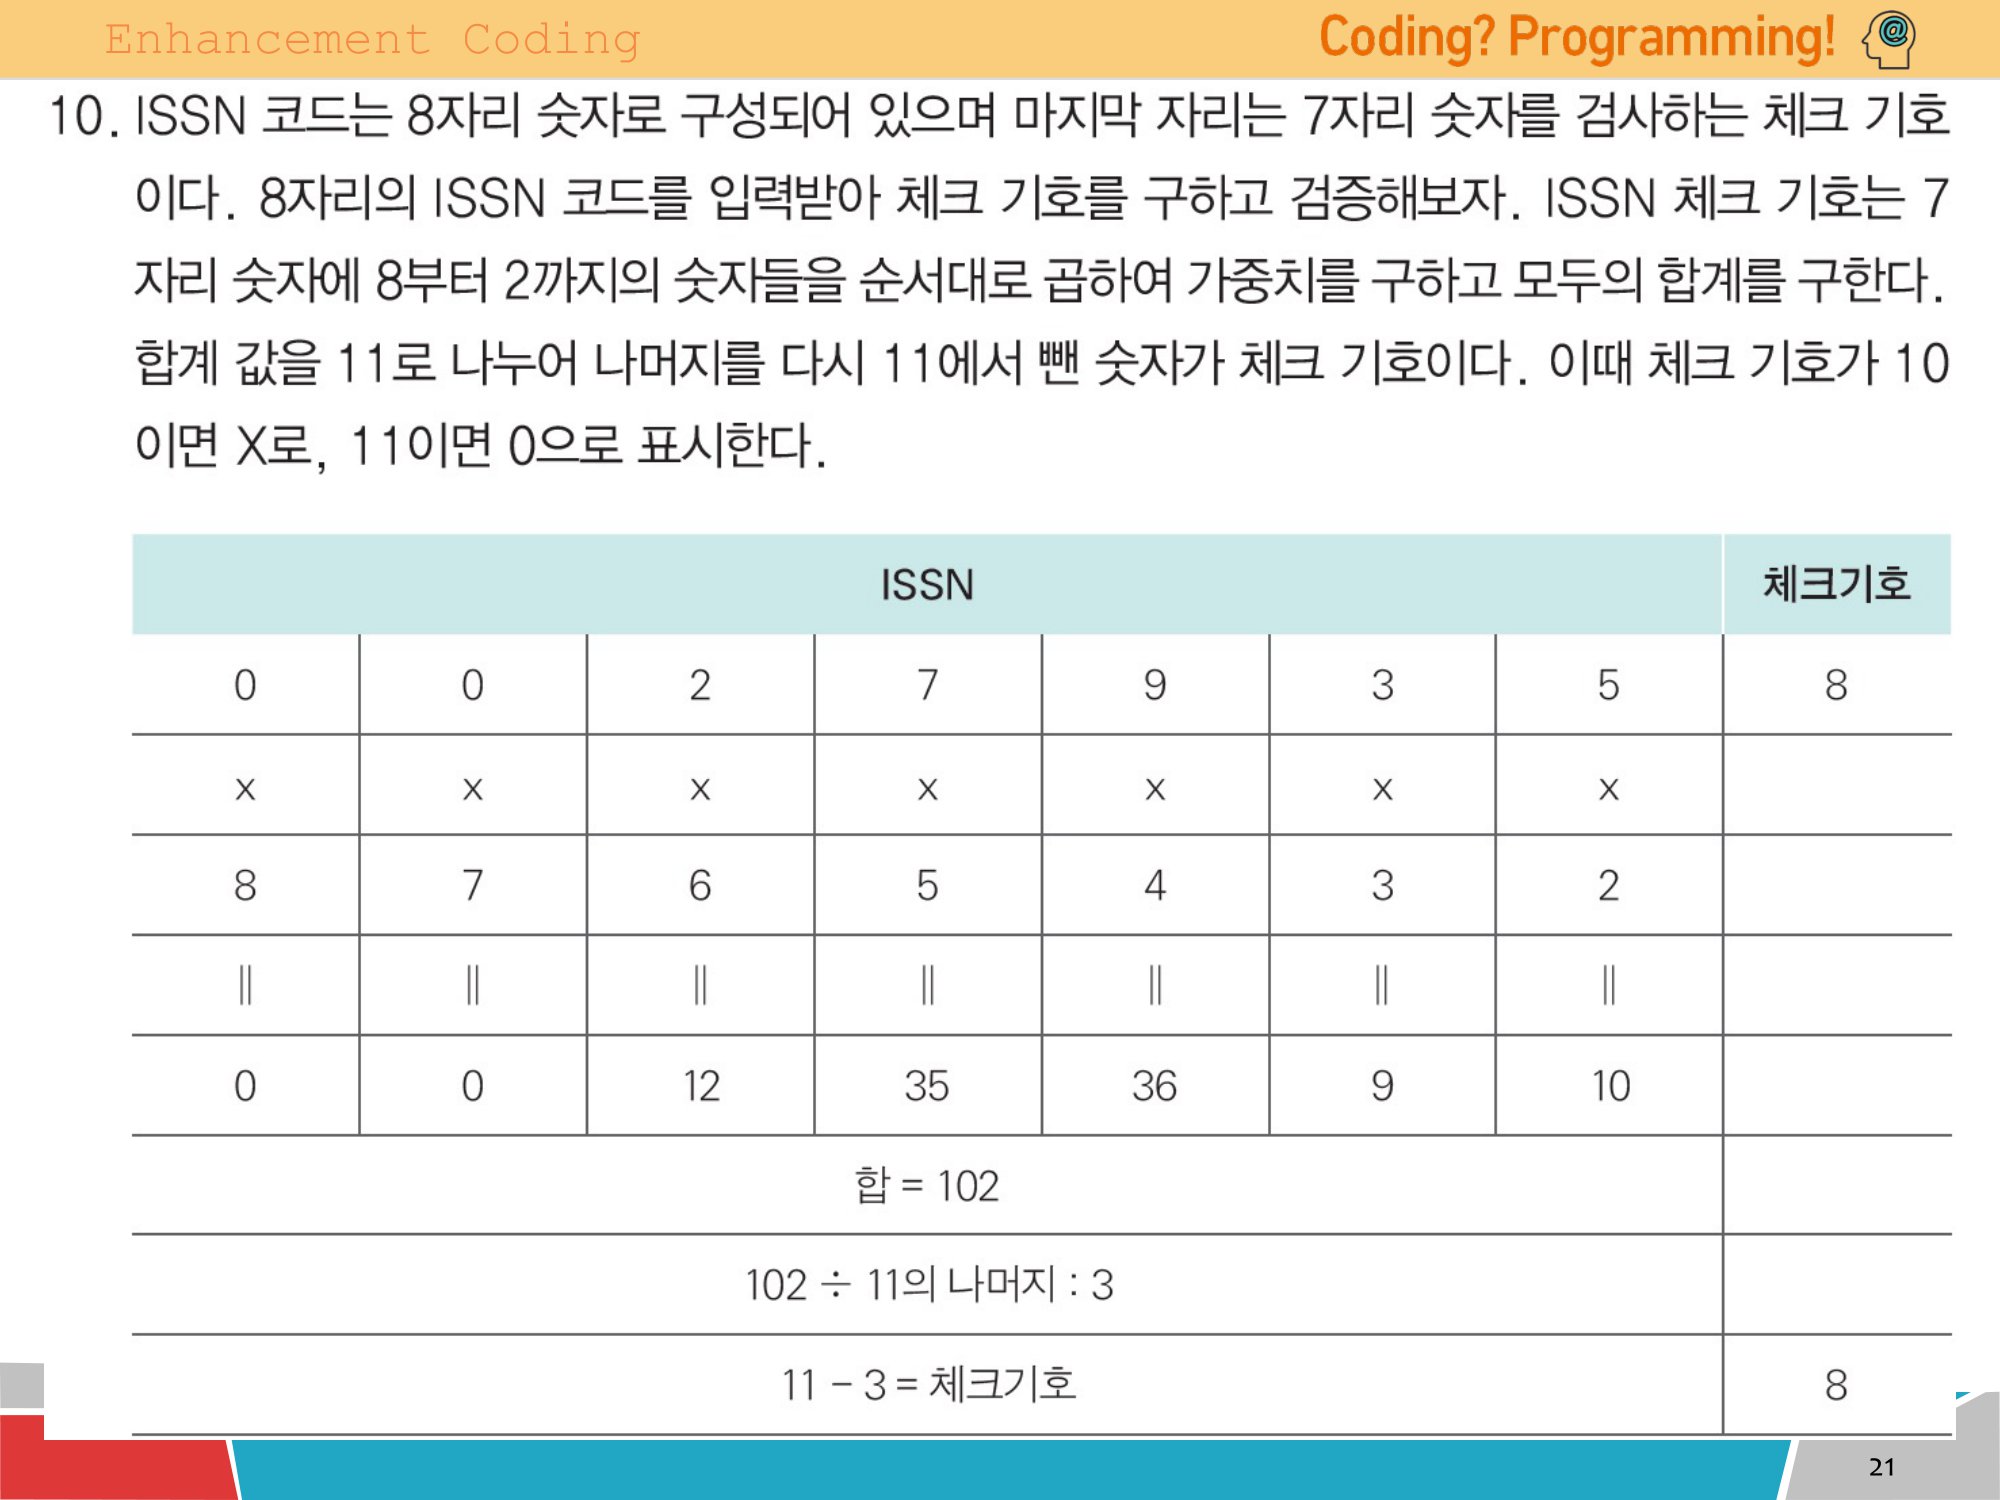 Enhancement Coding
Coding? Programming!
10. ISSN 코드는 8자리 숫자로 구성되어 있으며 마지막 자리는 7자리 숫자를 검사하는 체크 기호
이다. 8자리의 ISSN 코드를 입력받아 체크 기호를 구하고 검증해보자. ISSN 체크 기호는 7
자리 숫자에 8부터 2까지의 숫자들을 순서대로 곱하여 가중치를 구하고 모두의 합계를 구한다.
합계 값을 11로 나누어 나머지를 다시 11에서 뺀 숫자가 체크 기호이다. 이때 체크 기호가 10
이면 X로, 11이면 0으로 표시한다.
ISSN 체크기호
0 0 2 7 9 3 5 8
x x x x x x x
8 7 6 5 4 3 2
|| || || || || || ||
0 0 12 35 36 9 10
합 = 102
102 ÷ 11의 나머지 : 3
11 – 3 = 체크기호 8
21